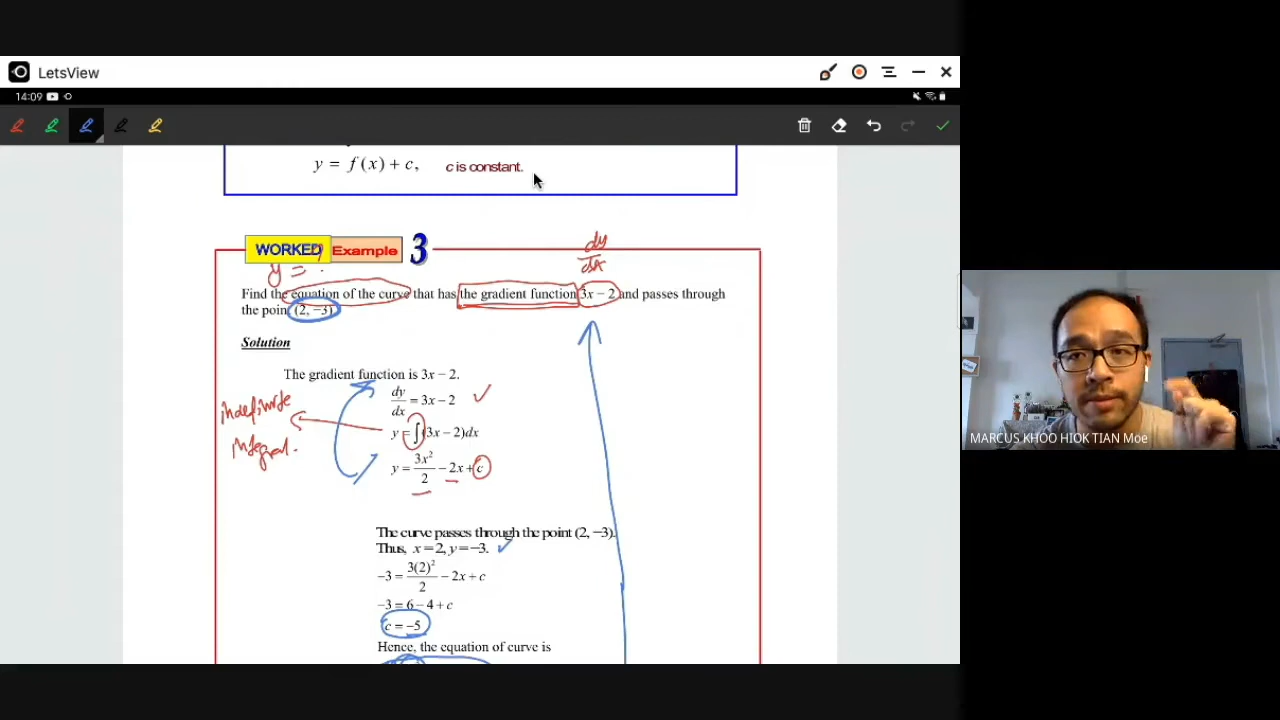 LetsView
14:09
y = f(x) + c, c is constant.
WORKED Example 3
dy
dx
y = ?
Find the equation of the curve that has the gradient function 3x − 2 and passes through
the point (2, −3)
Solution
The gradient function is 3x − 2.
dy/dx = 3x − 2
indefinite
integral.
y = ∫(3x − 2)dx
y = 3x²/2 − 2x + c
The curve passes through the point (2, −3).
Thus, x = 2, y = −3.
−3 = 3(2)²/2 − 2x + c
−3 = 6 − 4 + c
c = −5
Hence, the equation of curve is
MARCUS KHOO HIOK TIAN Moe